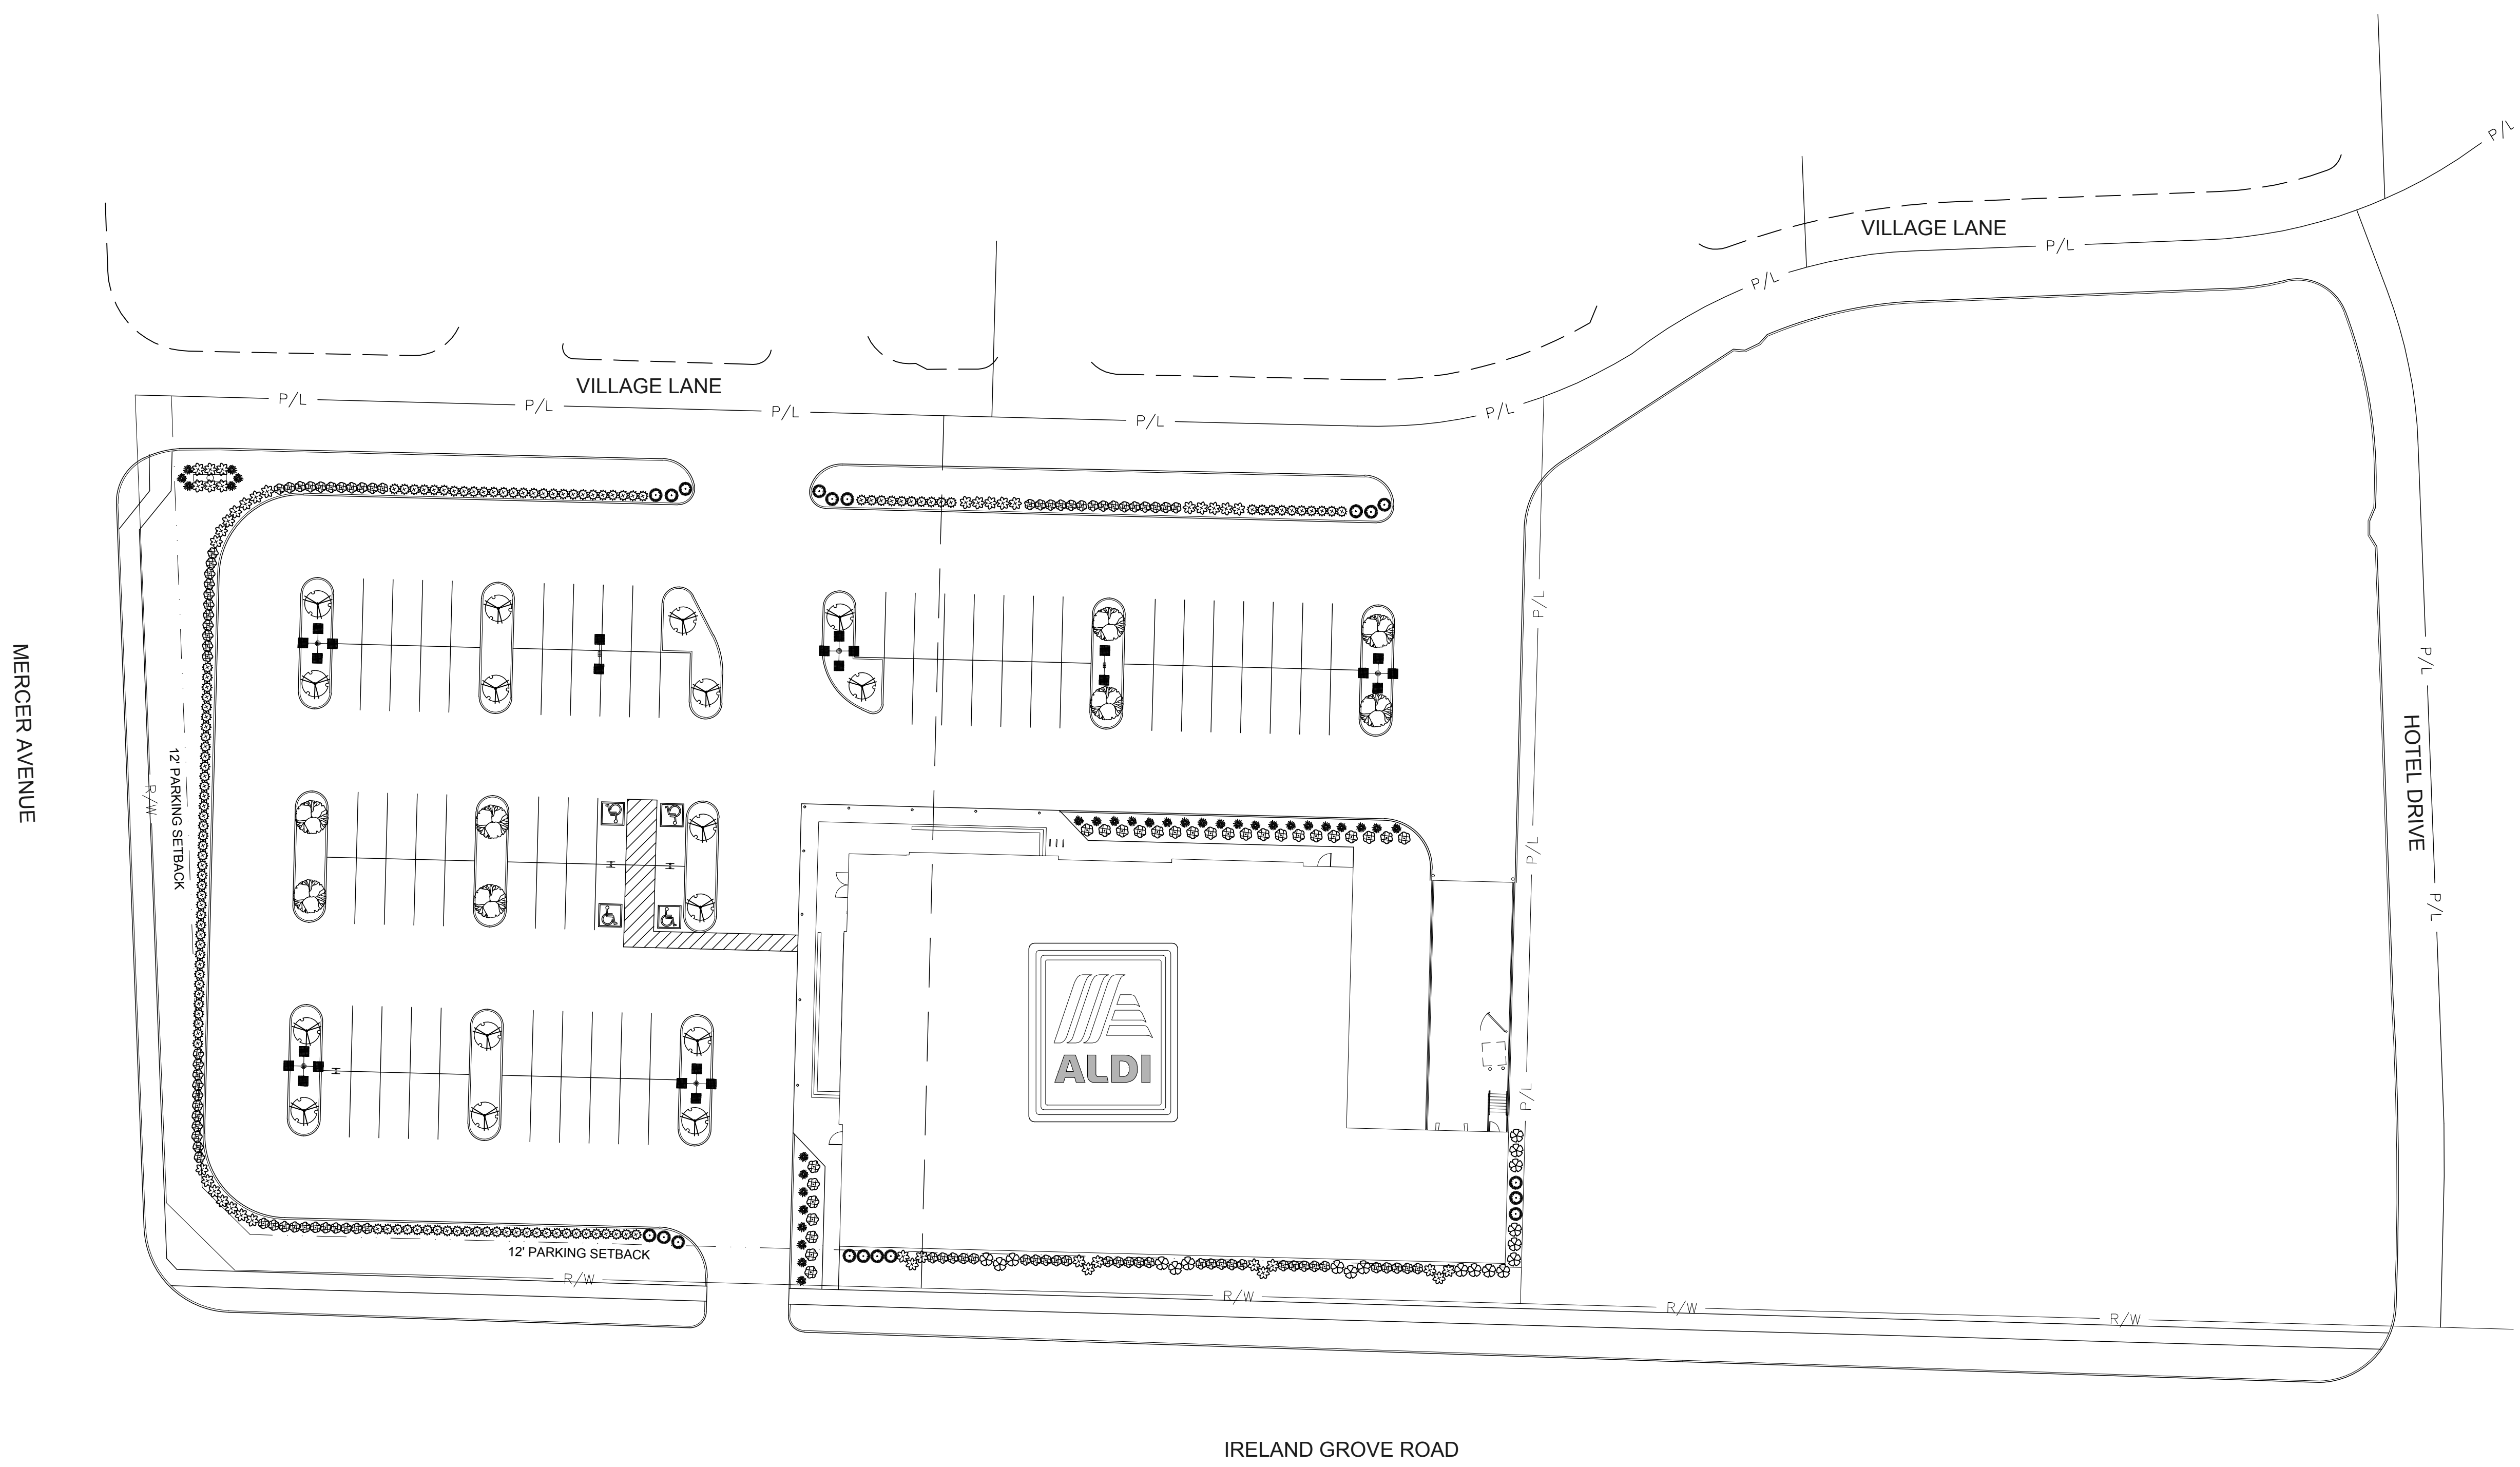 P/L
VILLAGE LANE
P/L
P/L
VILLAGE LANE
P/L
P/L
P/L
P/L
P/L
P/L
P/L
MERCER AVENUE
R/W
12' PARKING SETBACK
P/L
P/L
HOTEL DRIVE
P/L
P/L
ALDI
12' PARKING SETBACK
R/W
R/W
R/W
R/W
IRELAND GROVE ROAD